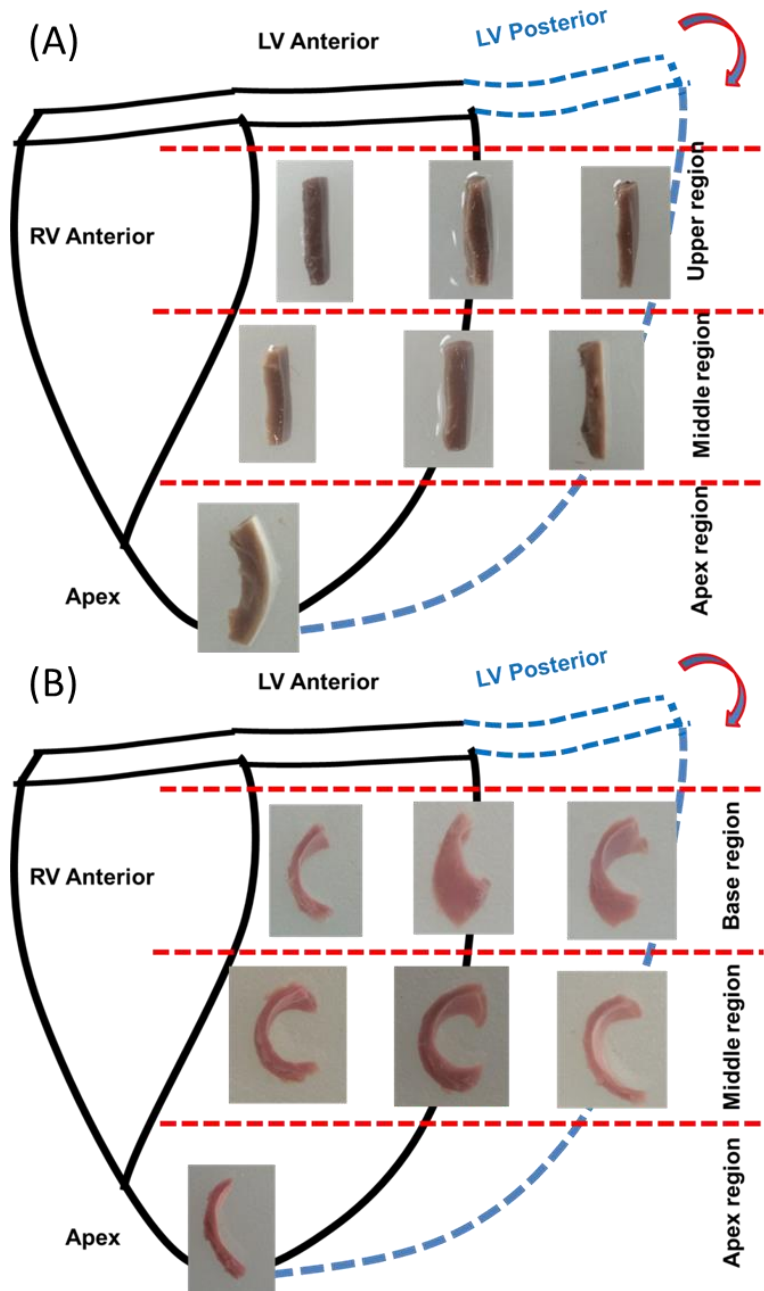 (A)
LV Anterior
LV Posterior
RV Anterior
Upper region
Middle region
Apex region
Apex
(B)
LV Anterior
LV Posterior
RV Anterior
Base region
Middle region
Apex region
Apex